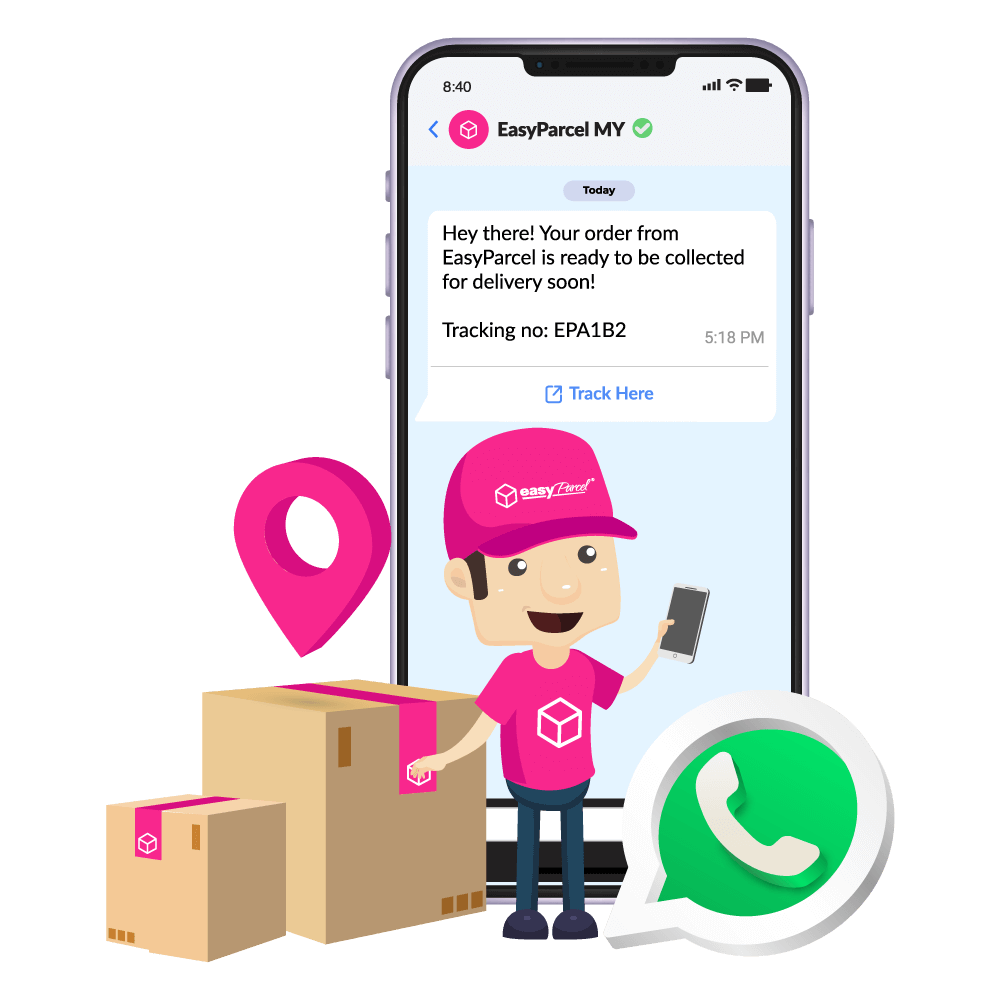 8:40
EasyParcel MY
Today
Hey there! Your order from
EasyParcel is ready to be collected
for delivery soon!
Tracking no: EPA1B2
5:18 PM
Track Here
easyParcel®